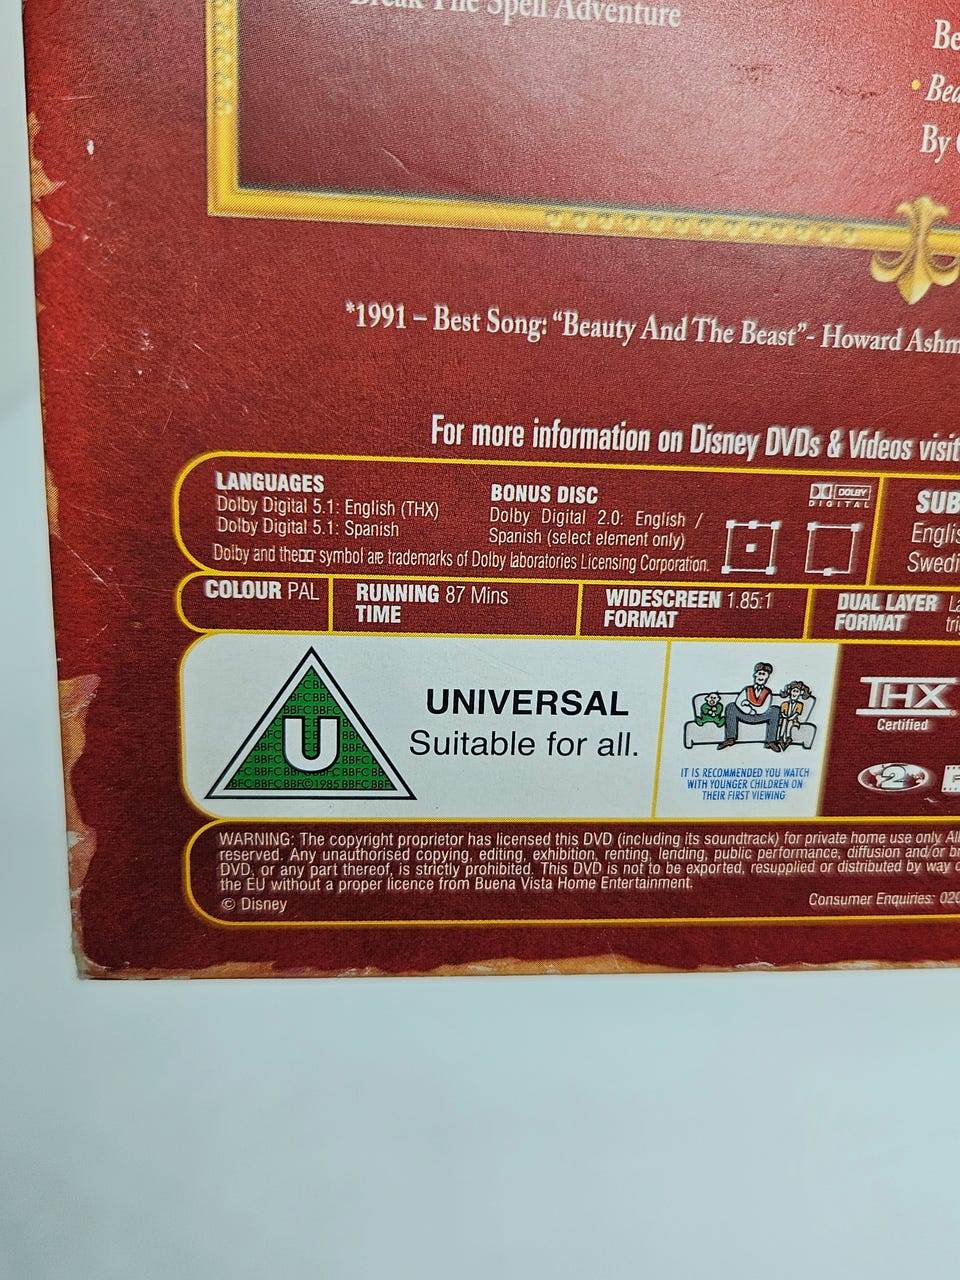 Break The Spell Adventure
By
*1991 – Best Song: “Beauty And The Beast”- Howard Ashm
For more information on Disney DVDs & Videos visit
LANGUAGES
Dolby Digital 5.1: English (THX)
Dolby Digital 5.1: Spanish
BONUS DISC
Dolby Digital 2.0: English /
Spanish (select element only)
DOLBY
DIGITAL
Dolby and the symbol are trademarks of Dolby laboratories Licensing Corporation.
SUB
Englis
Swedi
COLOUR PAL
RUNNING 87 Mins
TIME
WIDESCREEN 1.85:1
FORMAT
DUAL LAYER La
FORMAT tri
U
UNIVERSAL
Suitable for all.
IT IS RECOMMENDED YOU WATCH
WITH YOUNGER CHILDREN ON
THEIR FIRST VIEWING
THX
Certified
2
WARNING: The copyright proprietor has licensed this DVD (including its soundtrack) for private home use only. All
reserved. Any unauthorised copying, editing, exhibition, renting, lending, public performance, diffusion and/or br
DVD, or any part thereof, is strictly prohibited. This DVD is not to be exported, resupplied or distributed by way o
the EU without a proper licence from Buena Vista Home Entertainment.
© Disney
Consumer Enquiries: 020